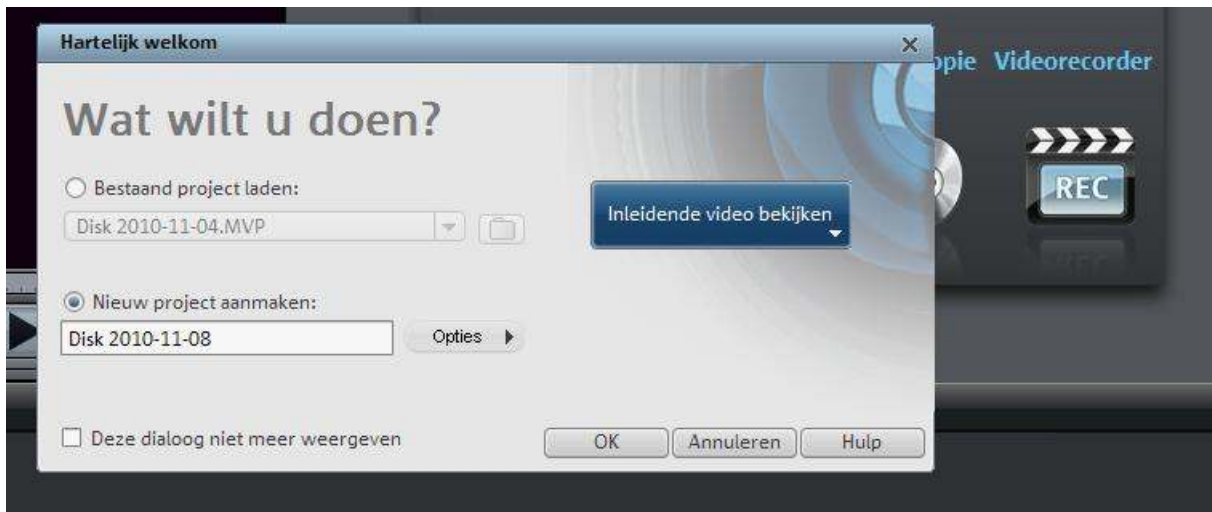 Hartelijk welkom
opie Videorecorder
Wat wilt u doen?
Bestaand project laden:
Disk 2010-11-04.MVP
Inleidende video bekijken
REC
Nieuw project aanmaken:
Disk 2010-11-08
Opties
Deze dialoog niet meer weergeven
OK
Annuleren
Hulp